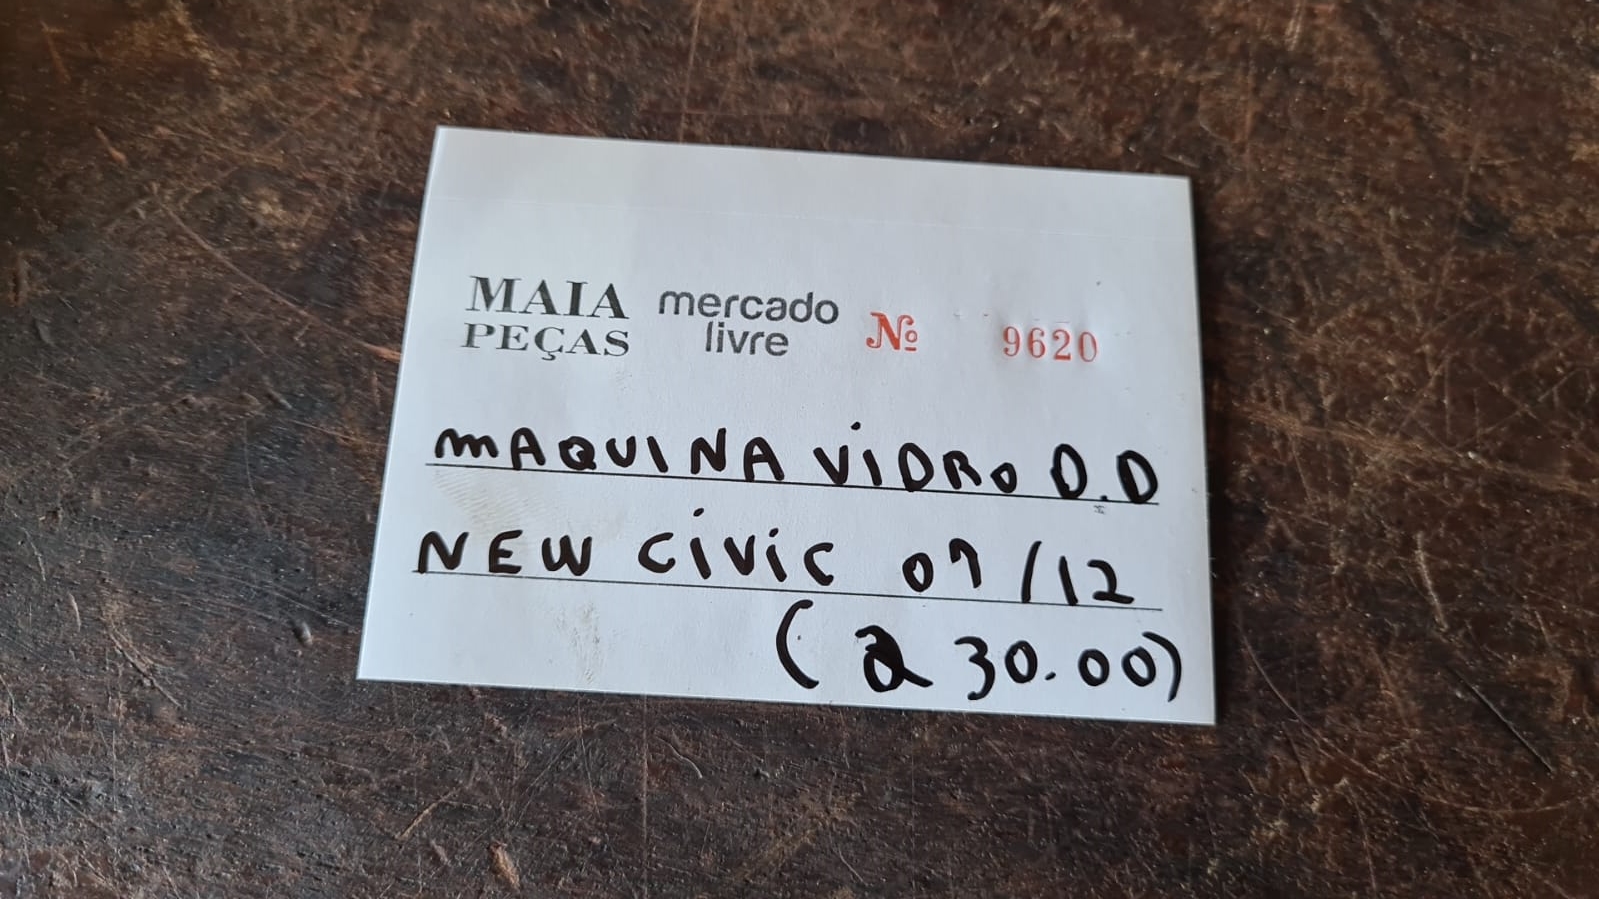 MAIA PEÇAS
mercado livre
Nº 9620
MAQUINA VIDRO D.D
NEW CIVIC 07/12
(230.00)